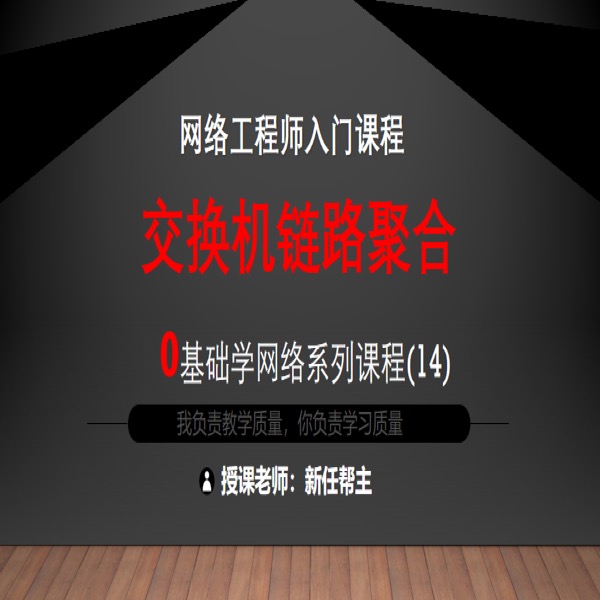 网络工程师入门课程
交换机链路聚合
0基础学网络系列课程(14)
我负责教学质量，你负责学习质量
授课老师：新任帮主